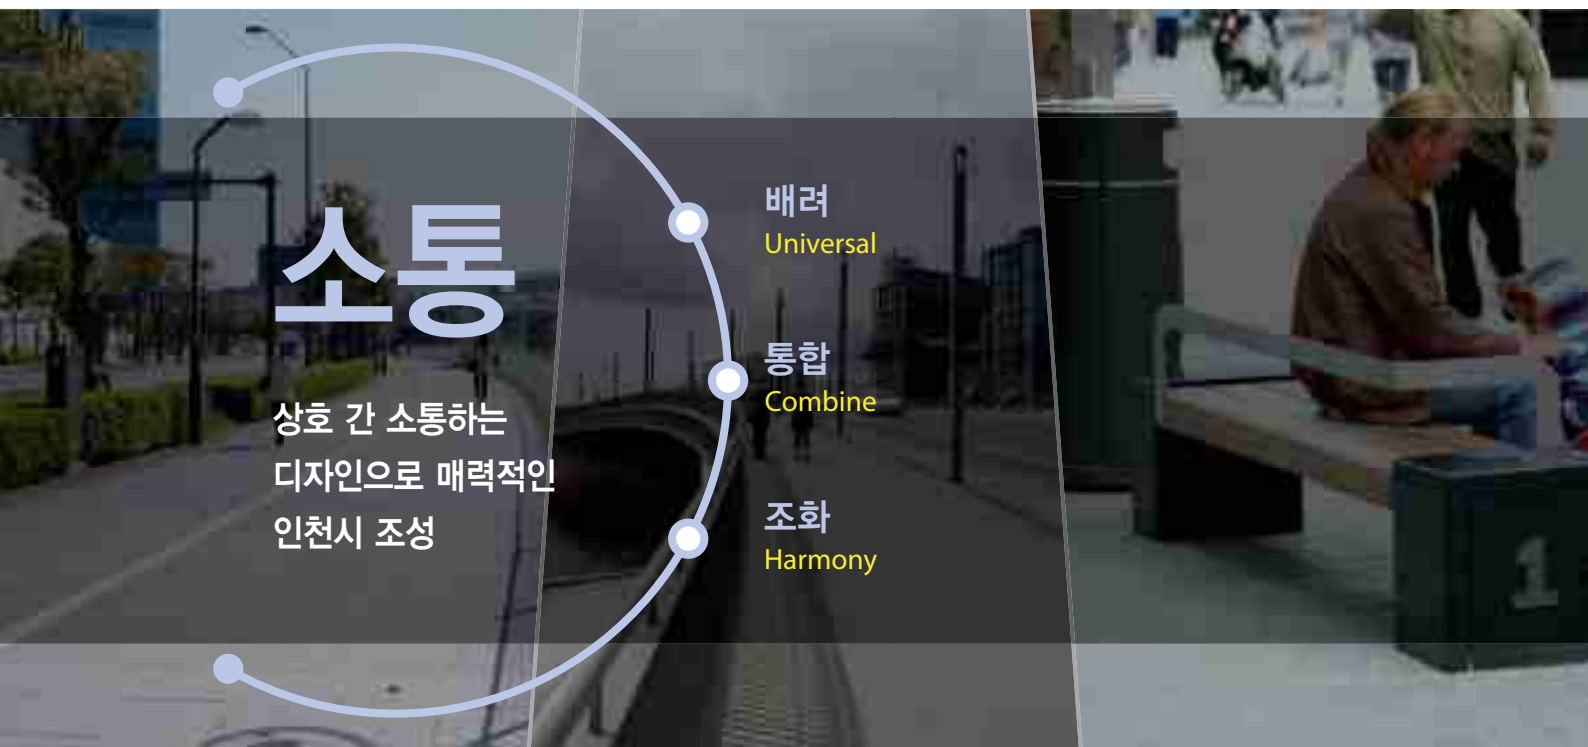 소통
상호 간 소통하는
디자인으로 매력적인
인천시 조성
배려
Universal
통합
Combine
조화
Harmony
1